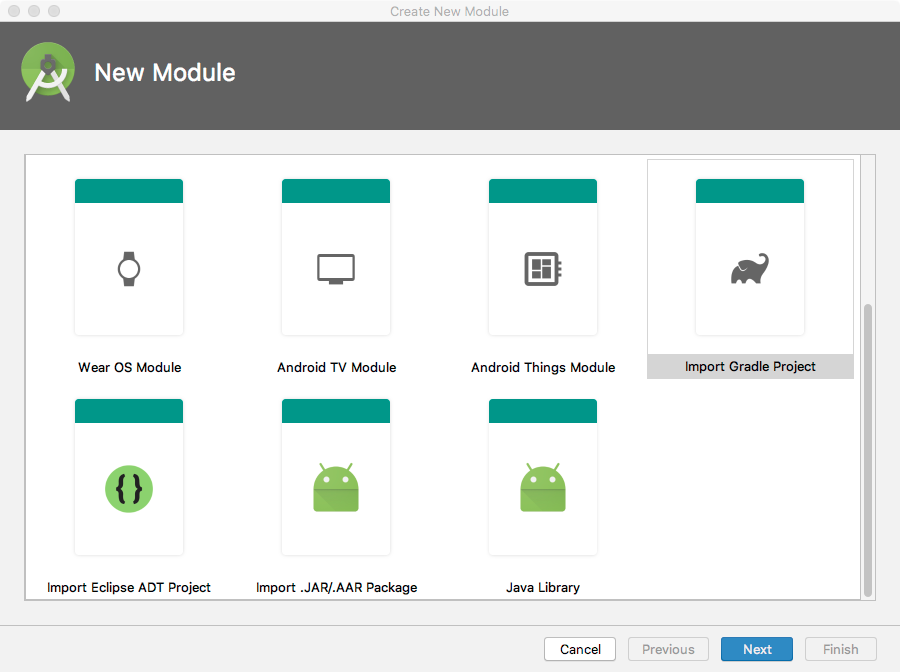 Create New Module
New Module
Wear OS Module
Android TV Module
Android Things Module
Import Gradle Project
Import Eclipse ADT Project
Import .JAR/.AAR Package
Java Library
Cancel
Previous
Next
Finish